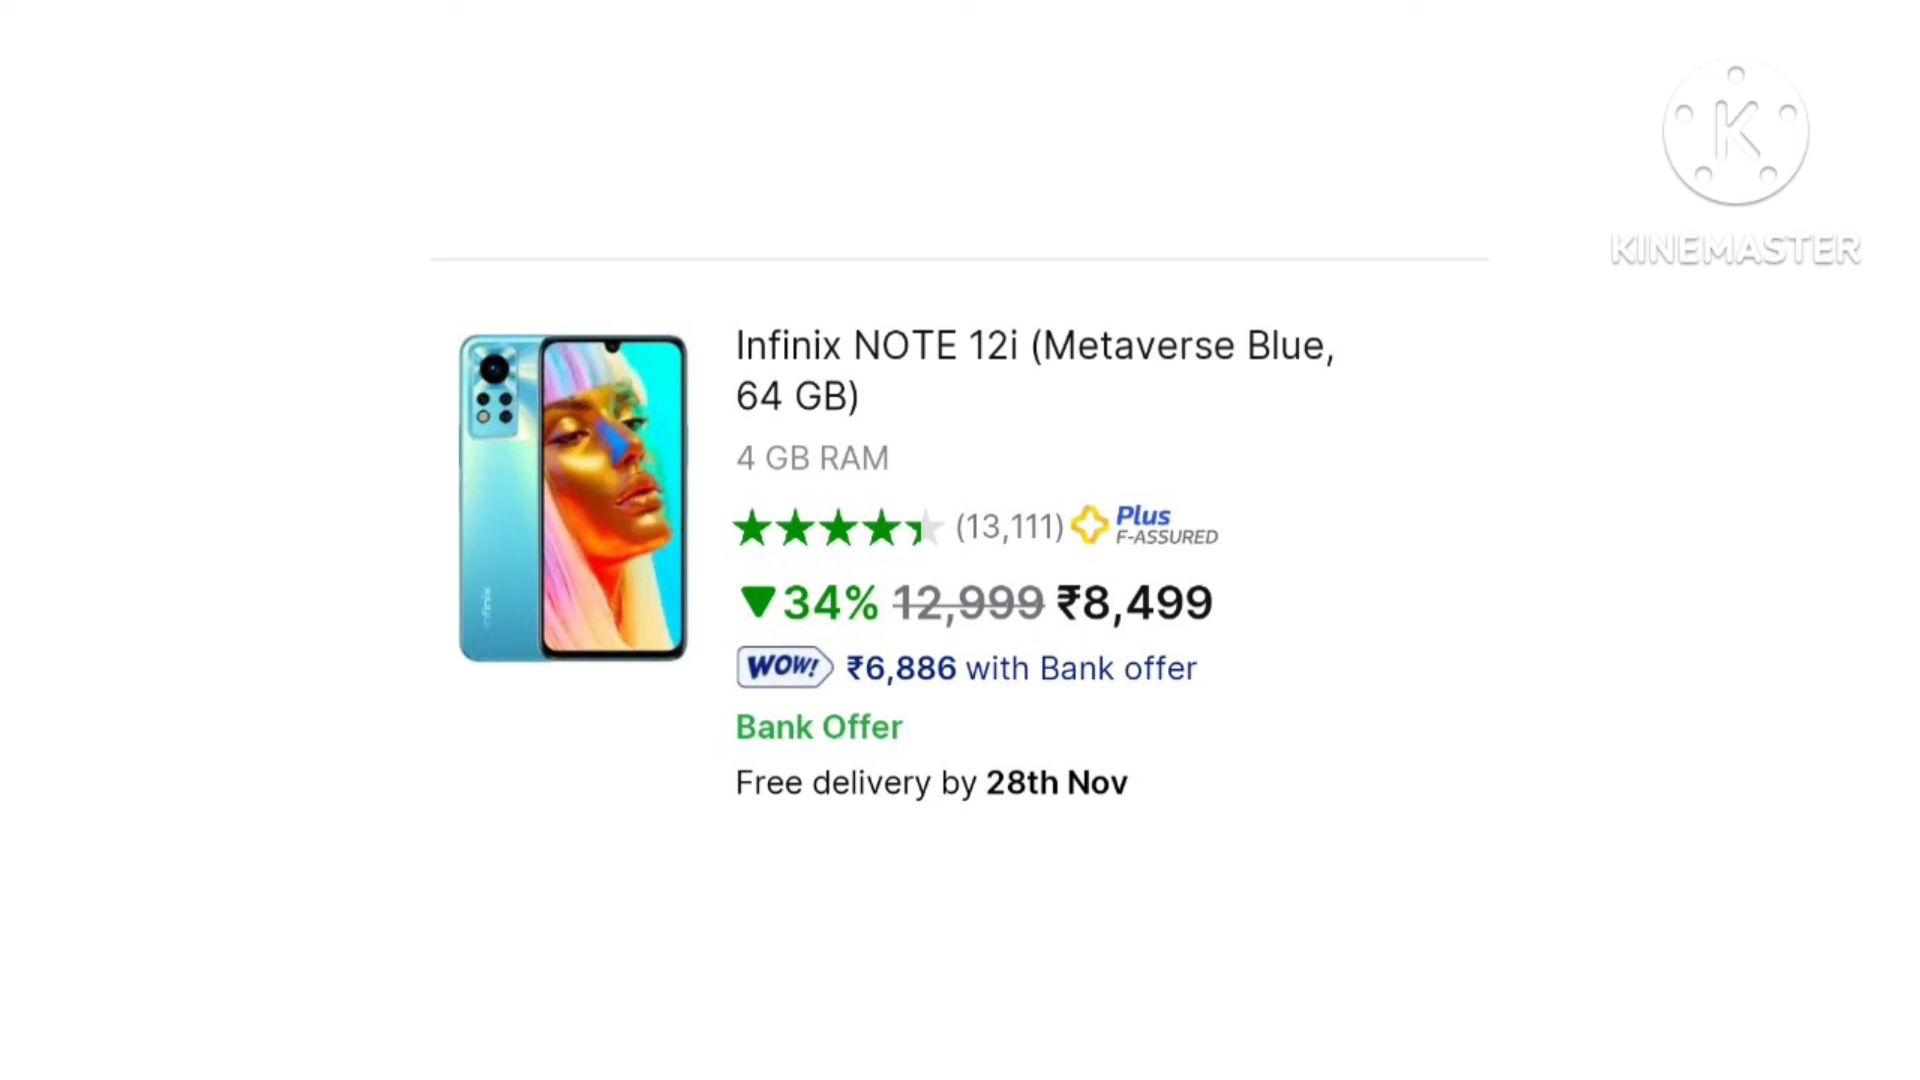 K
KINEMASTER
Infinix NOTE 12i (Metaverse Blue,
64 GB)
4 GB RAM
(13,111) Plus F-ASSURED
▼34% 12,999 ₹8,499
WOW! ₹6,886 with Bank offer
Bank Offer
Free delivery by 28th Nov
Infinix